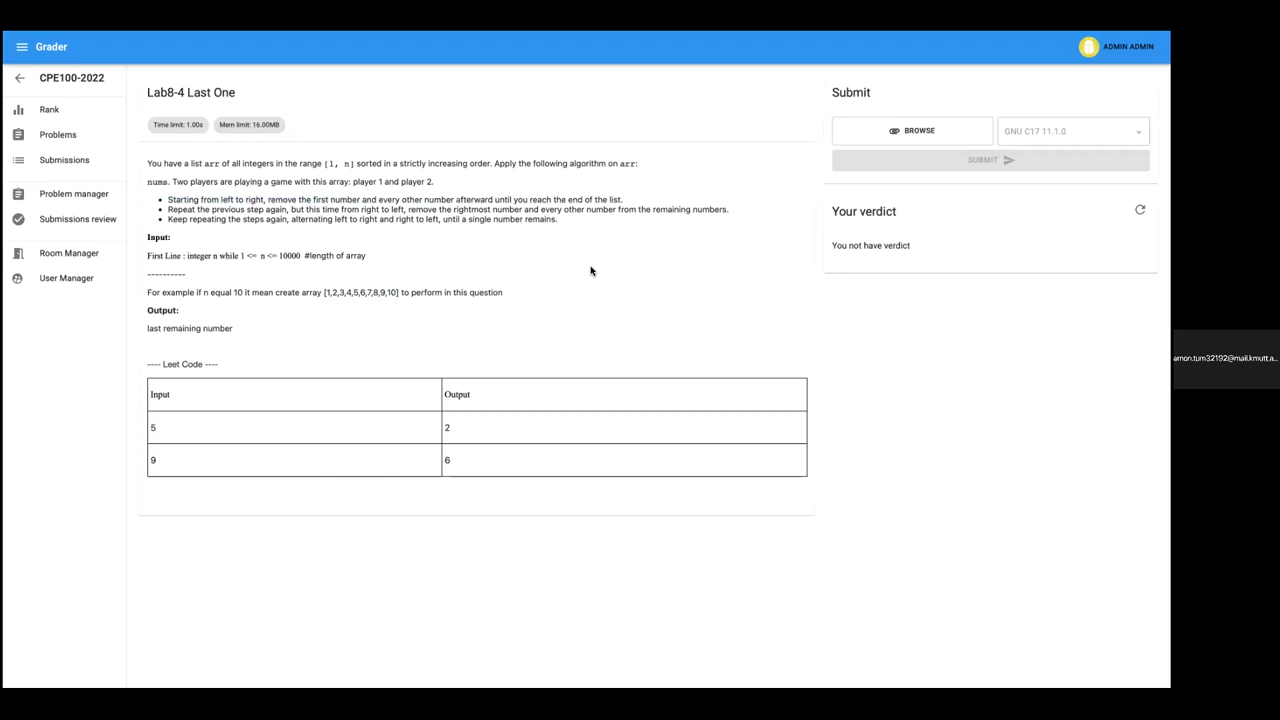 Grader
ADMIN ADMIN
CPE100-2022
Rank
Problems
Submissions
Problem manager
Submissions review
Room Manager
User Manager
Lab8-4 Last One
Time limit: 1.00s Mem limit: 16.00MB
You have a list arr of all integers in the range [1, n] sorted in a strictly increasing order. Apply the following algorithm on arr:
nums. Two players are playing a game with this array: player 1 and player 2.
• Starting from left to right, remove the first number and every other number afterward until you reach the end of the list.
• Repeat the previous step again, but this time from right to left, remove the rightmost number and every other number from the remaining numbers.
• Keep repeating the steps again, alternating left to right and right to left, until a single number remains.
Input:
First Line : integer n while 1 <= n <= 10000 #length of array
----------
For example if n equal 10 it mean create array [1,2,3,4,5,6,7,8,9,10] to perform in this question
Output:
last remaining number
---- Leet Code ----
Input Output
5 2
9 6
Submit
BROWSE
GNU C17 11.1.0
SUBMIT
Your verdict
You not have verdict
arnon.tum32192@mail.kmutt.a...